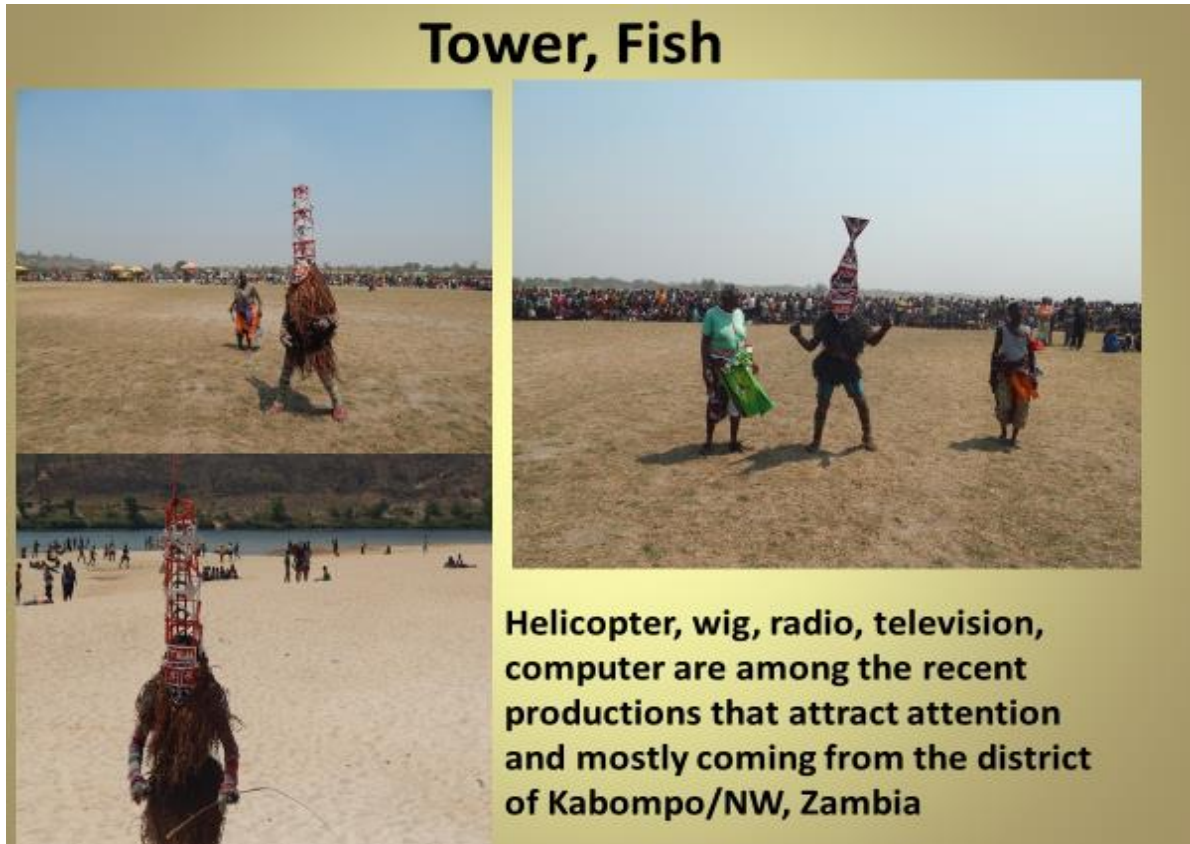 Tower, Fish
Helicopter, wig, radio, television,
computer are among the recent
productions that attract attention
and mostly coming from the district
of Kabompo/NW, Zambia